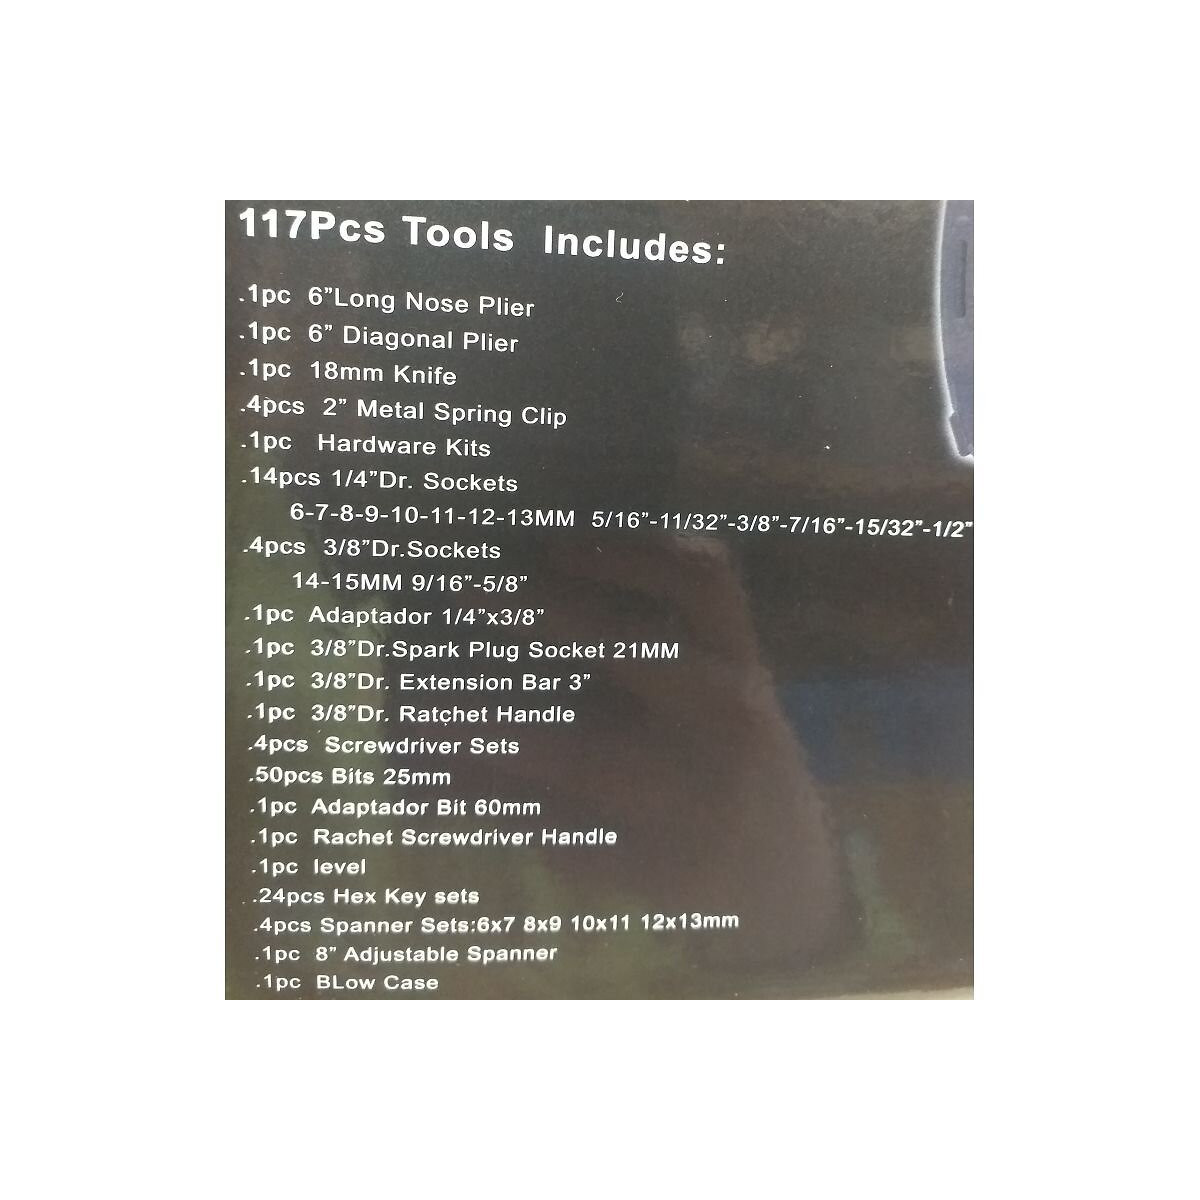 117Pcs Tools Includes:
.1pc 6”Long Nose Plier
.1pc 6” Diagonal Plier
.1pc 18mm Knife
.4pcs 2” Metal Spring Clip
.1pc Hardware Kits
.14pcs 1/4”Dr. Sockets
6-7-8-9-10-11-12-13MM 5/16”-11/32”-3/8”-7/16”-15/32”-1/2”
.4pcs 3/8”Dr.Sockets
14-15MM 9/16”-5/8”
.1pc Adaptador 1/4”x3/8”
.1pc 3/8”Dr.Spark Plug Socket 21MM
.1pc 3/8”Dr. Extension Bar 3”
.1pc 3/8”Dr. Ratchet Handle
.4pcs Screwdriver Sets
.50pcs Bits 25mm
.1pc Adaptador Bit 60mm
.1pc Rachet Screwdriver Handle
.1pc level
.24pcs Hex Key sets
.4pcs Spanner Sets:6x7 8x9 10x11 12x13mm
.1pc 8” Adjustable Spanner
.1pc BLow Case